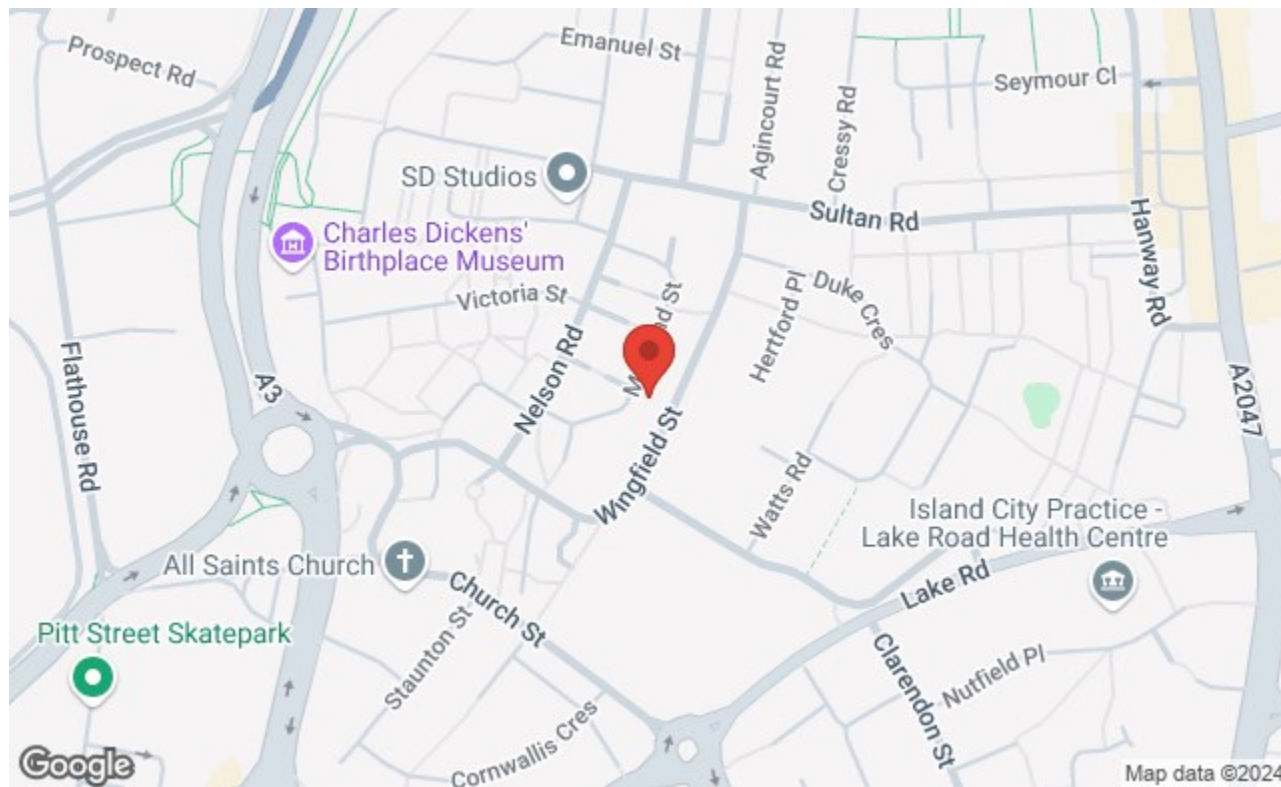 Prospect Rd
Emanuel St
Agincourt Rd
Cressy Rd
Seymour Cl
SD Studios
Sultan Rd
Hanway Rd
Charles Dickens'
Birthplace Museum
Victoria St
Nelson Rd
Hertford Pl
Duke Cres
Flathouse Rd
A3
A2047
Wingfield St
Watts Rd
Island City Practice -
Lake Road Health Centre
All Saints Church
Church St
Lake Rd
Pitt Street Skatepark
Staunton St
Clarendon St
Nutfield Pl
Cornwallis Cres
Google
Map data ©2024